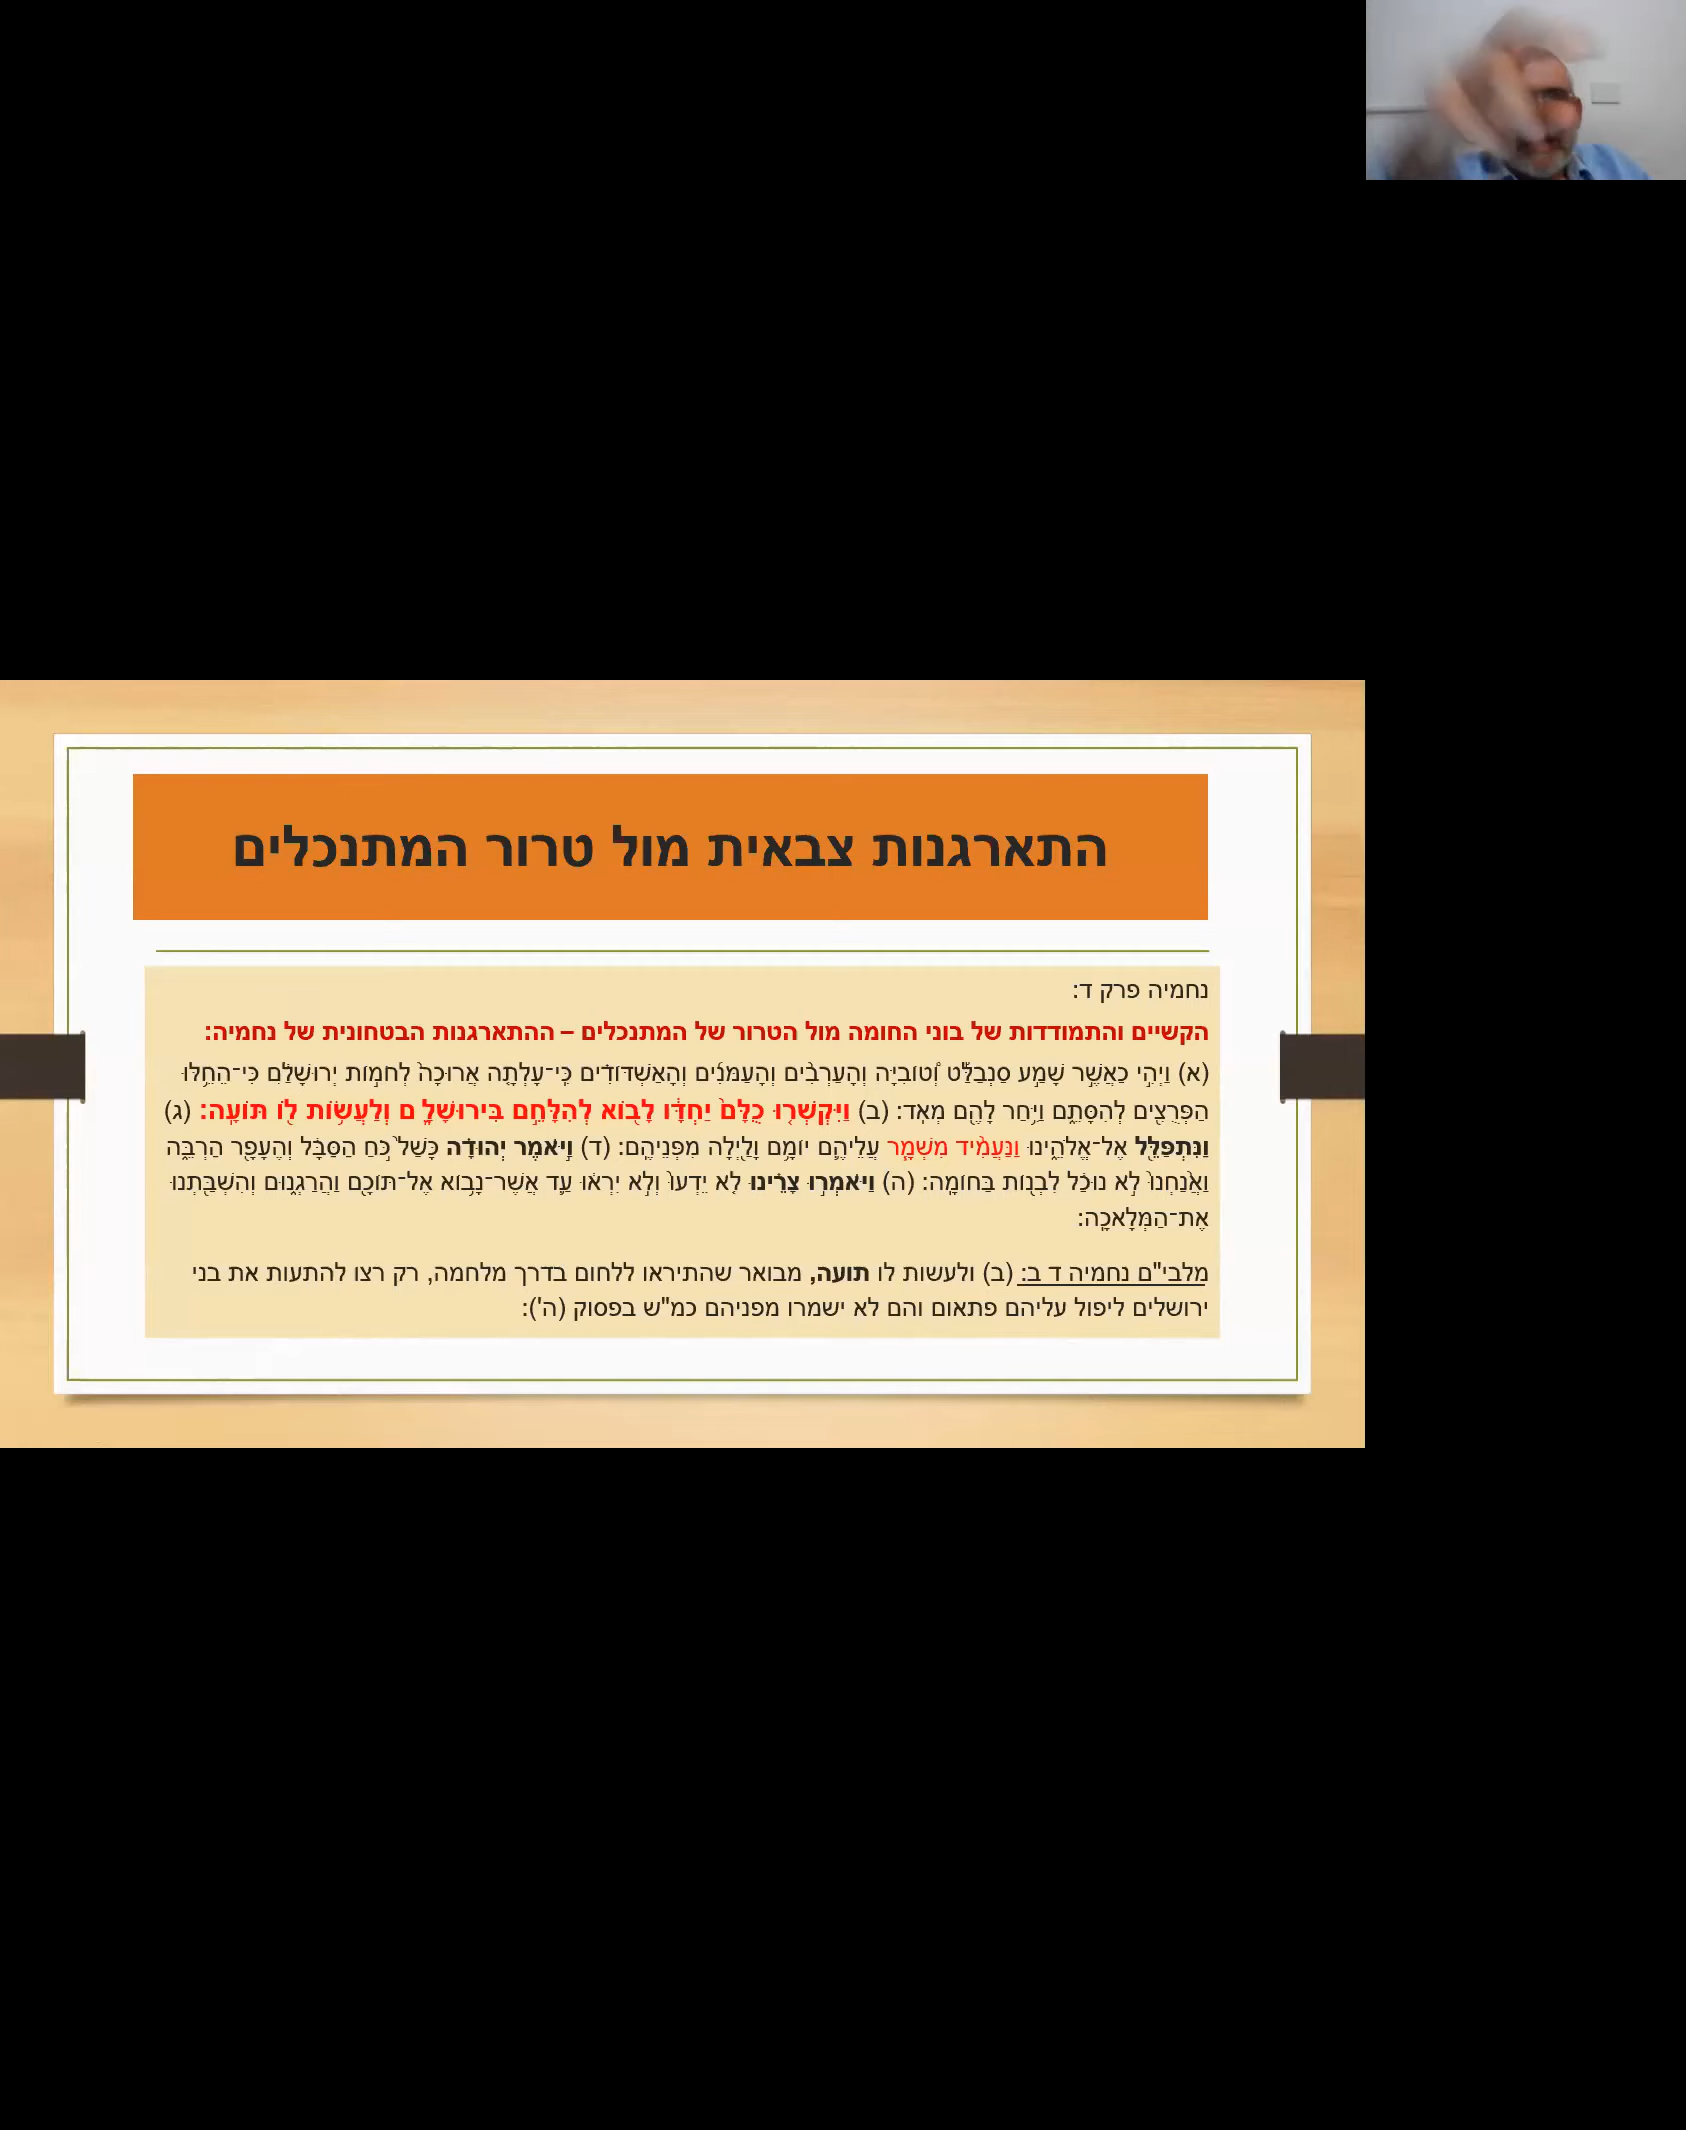 התארגנות צבאית מול טרור המתנכלים
נחמיה פרק ד:
הקשיים והתמודדות של בוני החומה מול הטרור של המתנכלים – ההתארגנות הבטחונית של נחמיה:
(א) וַיְהִ֣י כַאֲשֶׁ֣ר שָׁמַ֣ע סַנְבַלַּ֡ט וְ֠טוֹבִיָּה וְהָעַרְבִ֨ים וְהָעַמֹּנִ֜ים וְהָאַשְׁדּוֹדִ֗ים כִּֽי־עָלְתָ֤ה אֲרוּכָה֙ לְחֹמ֣וֹת יְרוּשָׁלִַ֔ם כִּי־הֵחֵ֥לּוּ
הַפְּרֻצִ֖ים לְהִסָּתֵ֑ם וַיִּ֥חַר לָהֶ֖ם מְאֹֽד: (ב) וַיִּקְשְׁר֤וּ כֻלָּם֙ יַחְדָּ֔ו לָב֖וֹא לְהִלָּחֵ֣ם בִּירוּשָׁלָ֑ ם וְלַעֲשׂ֥וֹת ל֖וֹ תּוֹעָֽה: (ג)
וַנִּתְפַּלֵּ֖ל אֶל־אֱלֹהֵ֑ינוּ וַנַּעֲמִ֨יד מִשְׁמָ֧ר עֲלֵיהֶ֛ם יוֹמָ֥ם וָלַ֖יְלָה מִפְּנֵיהֶֽם: (ד) וַיֹּ֣אמֶר יְהוּדָ֗ה כָּשַׁל֙ כֹּ֣חַ הַסַּבָּ֔ל וְהֶעָפָ֖ר הַרְבֵּ֑ה
וַאֲנַ֙חְנוּ֙ לֹ֣א נוּכַ֔ל לִבְנ֖וֹת בַּחוֹמָֽה: (ה) וַיֹּאמְר֣וּ צָרֵ֗ינוּ לֹ֤א יֵדְעוּ֙ וְלֹ֣א יִרְא֔וּ עַ֛ד אֲשֶׁר־נָב֥וֹא אֶל־תּוֹכָ֖ם וַהֲרַגְנ֑וּם וְהִשְׁבַּ֖תְנוּ
אֶת־הַמְּלָאכָֽה:
מלבי"ם נחמיה ד ב: (ב) ולעשות לו תועה, מבואר שהתיראו ללחום בדרך מלחמה, רק רצו להתעות את בני
ירושלים ליפול עליהם פתאום והם לא ישמרו מפניהם כמ"ש בפסוק (ה'):